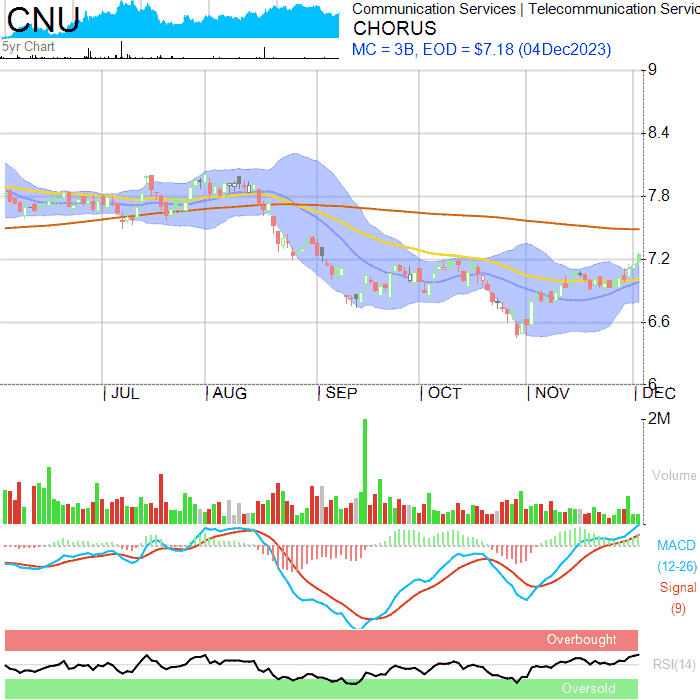 CNU
5yr Chart
Communication Services | Telecommunication Servic
CHORUS
MC = 3B, EOD = $7.18 (04Dec2023)
9
8.4
7.8
7.2
6.6
6
JUL AUG SEP OCT NOV DEC
2M
Volume
MACD
(12-26)
Signal
(9)
Overbought
RSI(14)
Oversold